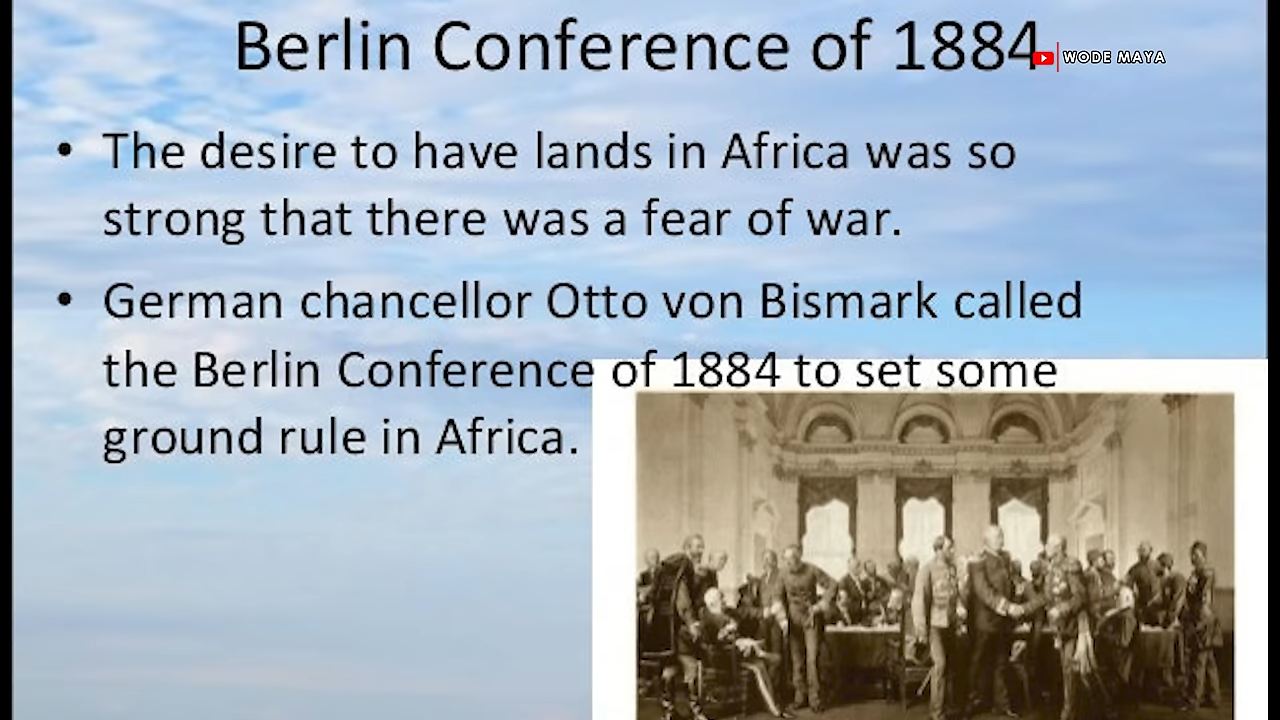 Berlin Conference of 1884
WODE MAYA
• The desire to have lands in Africa was so
strong that there was a fear of war.
• German chancellor Otto von Bismark called
the Berlin Conference of 1884 to set some
ground rule in Africa.